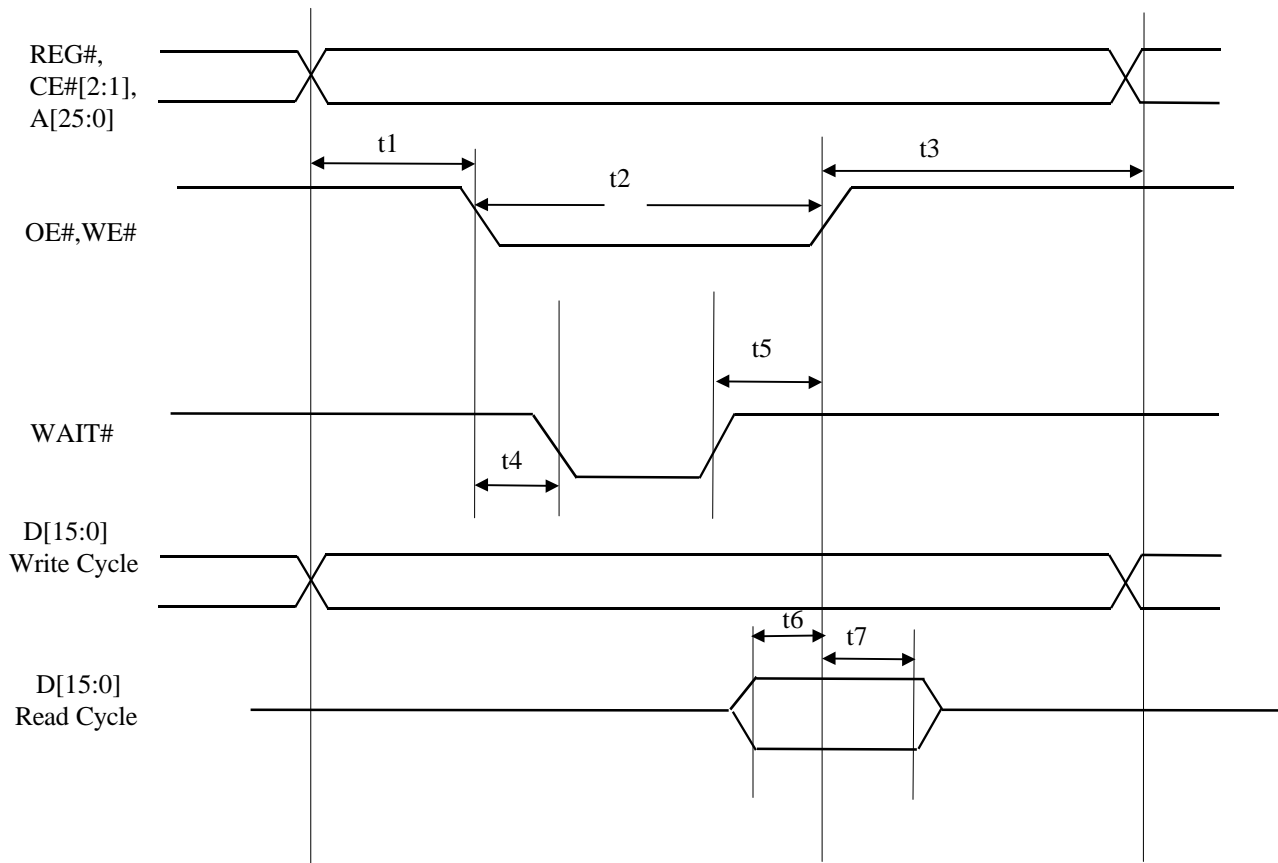 REG#,
CE#[2:1],
A[25:0]
t1
t3
t2
OE#,WE#
t5
WAIT#
t4
D[15:0]
Write Cycle
t6
t7
D[15:0]
Read Cycle